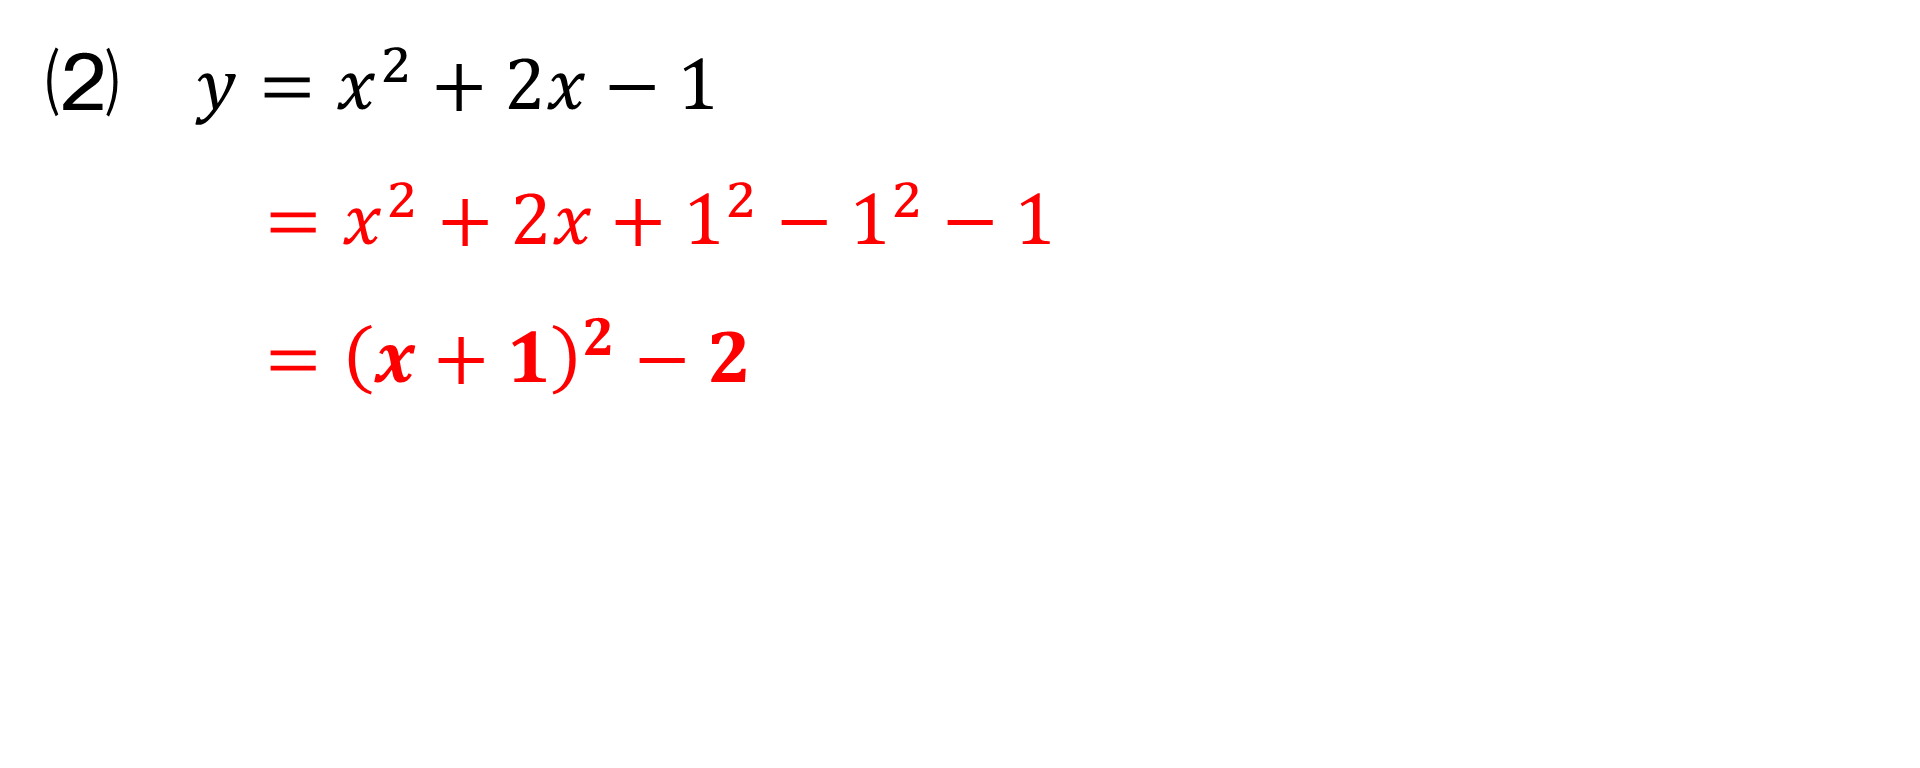 (2) y = x² + 2x − 1
= x² + 2x + 1² − 1² − 1
= (x + 1)² − 2